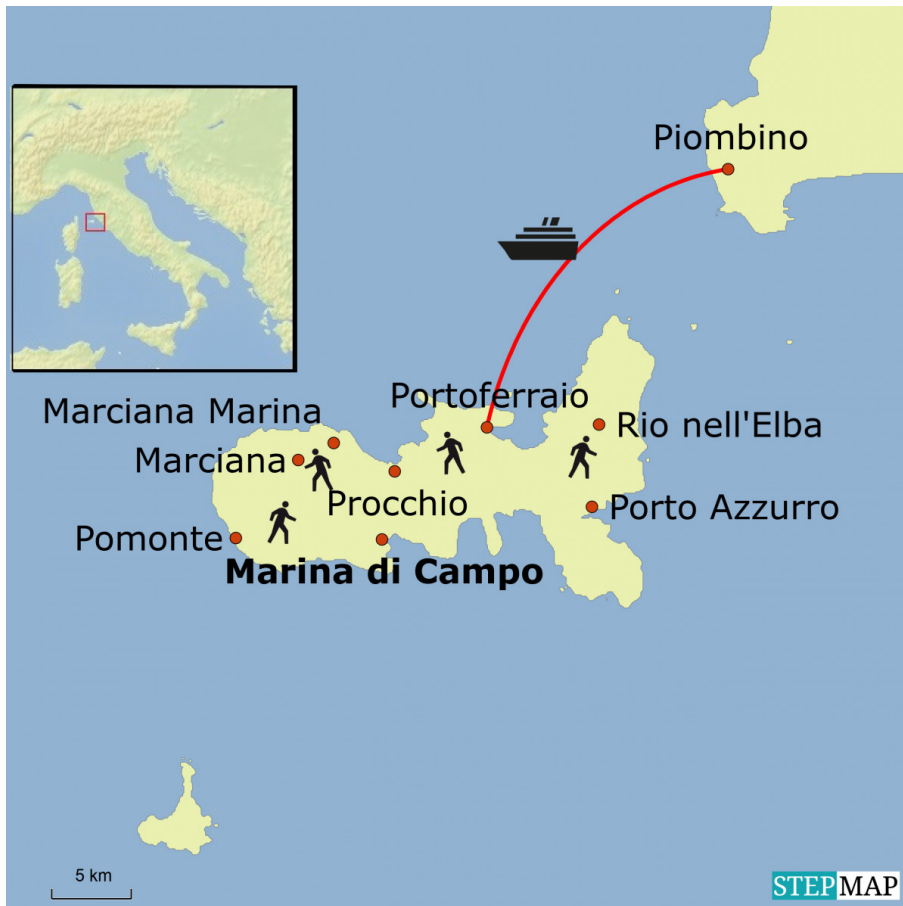 Piombino
Portoferraio
Marciana Marina
Rio nell'Elba
Marciana
Procchio
Porto Azzurro
Pomonte
Marina di Campo
5 km
STEPMAP